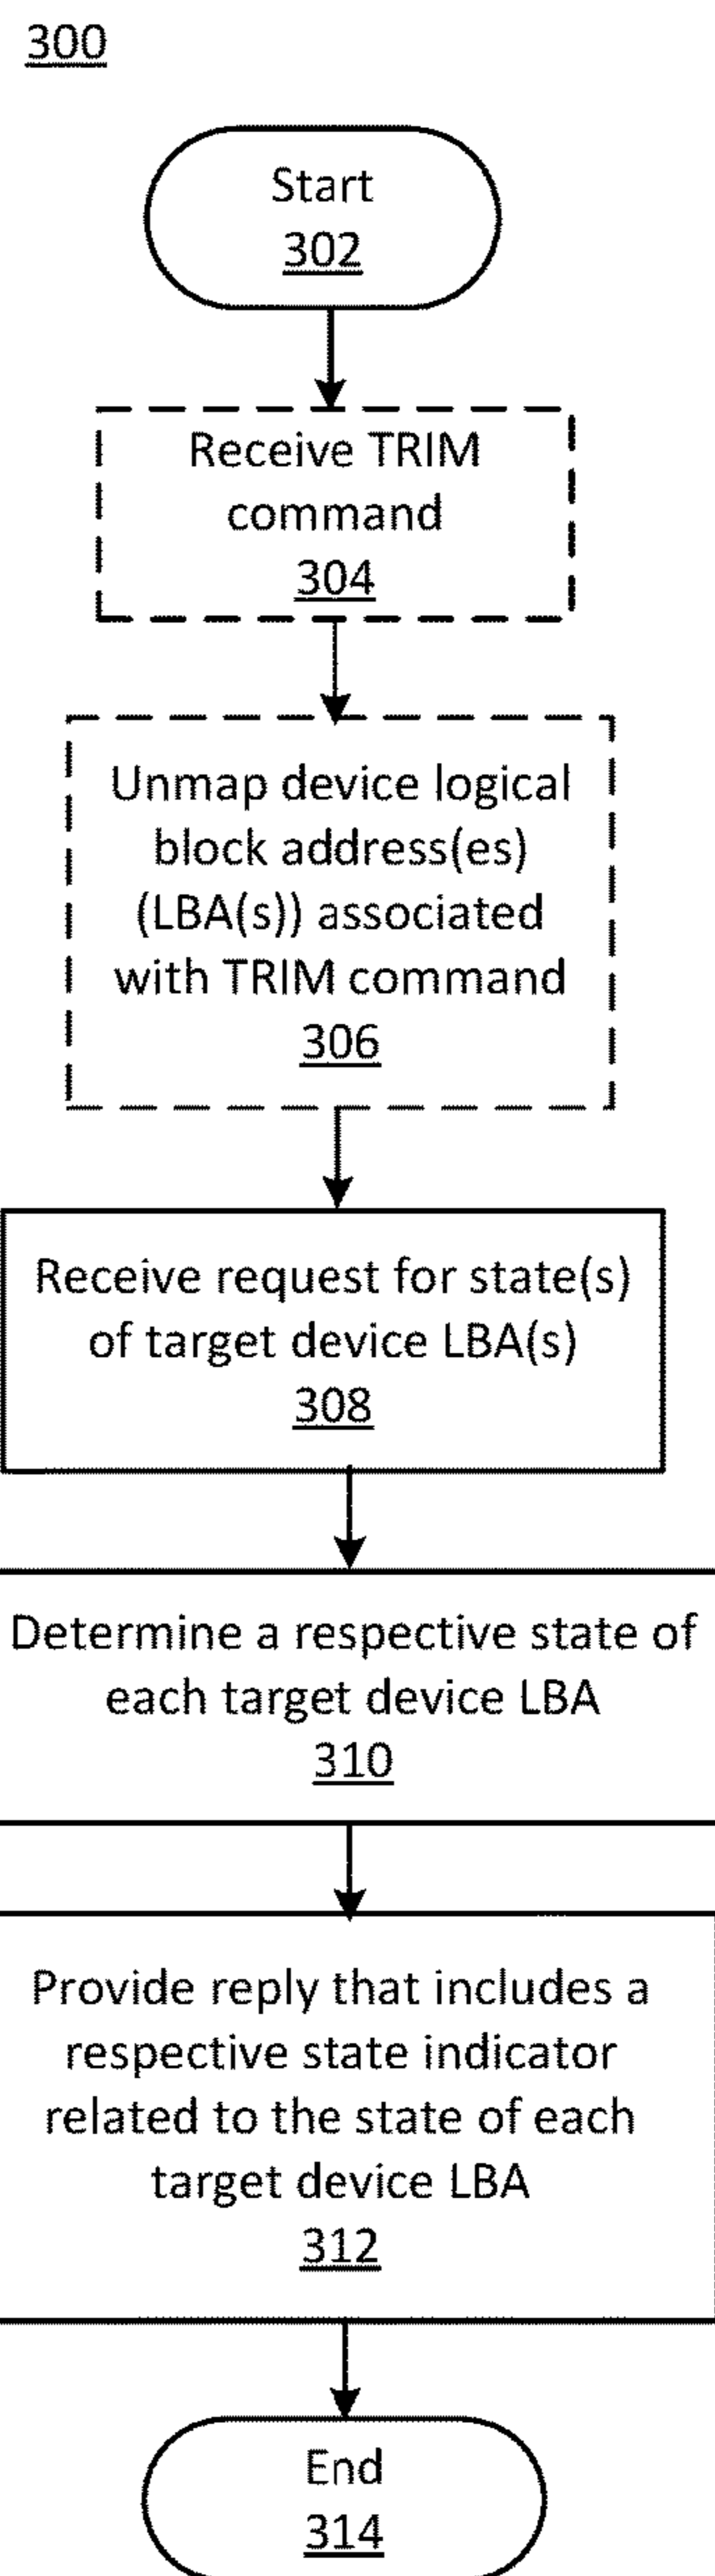 300
Start
302
Receive TRIM
command
304
Unmap device logical
block address(es)
(LBA(s)) associated
with TRIM command
306
Receive request for state(s)
of target device LBA(s)
308
Determine a respective state of
each target device LBA
310
Provide reply that includes a
respective state indicator
related to the state of each
target device LBA
312
End
314